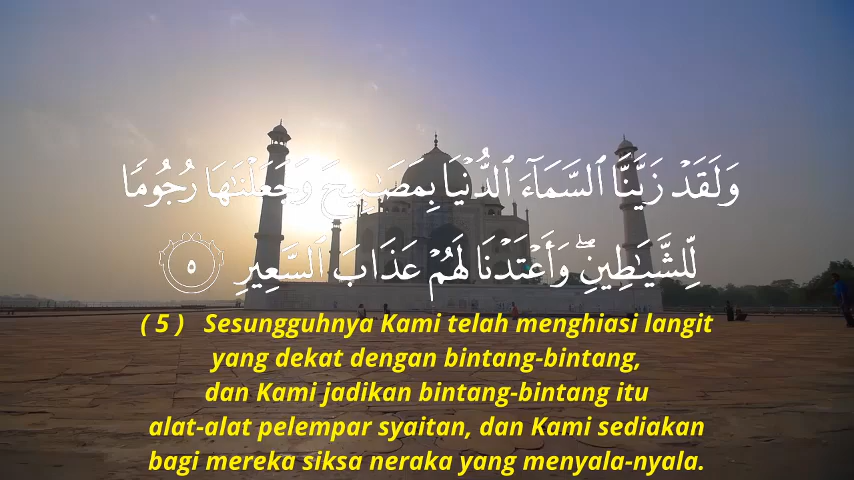 وَلَقَدْ زَيَّنَّا ٱلسَّمَآءَ ٱلدُّنْيَا بِمَصَـٰبِيحَ وَجَعَلْنَـٰهَا رُجُومًا
لِّلشَّيَـٰطِينِ ۖ وَأَعْتَدْنَا لَهُمْ عَذَابَ ٱلسَّعِيرِ ٥
( 5 ) Sesungguhnya Kami telah menghiasi langit
yang dekat dengan bintang-bintang,
dan Kami jadikan bintang-bintang itu
alat-alat pelempar syaitan, dan Kami sediakan
bagi mereka siksa neraka yang menyala-nyala.